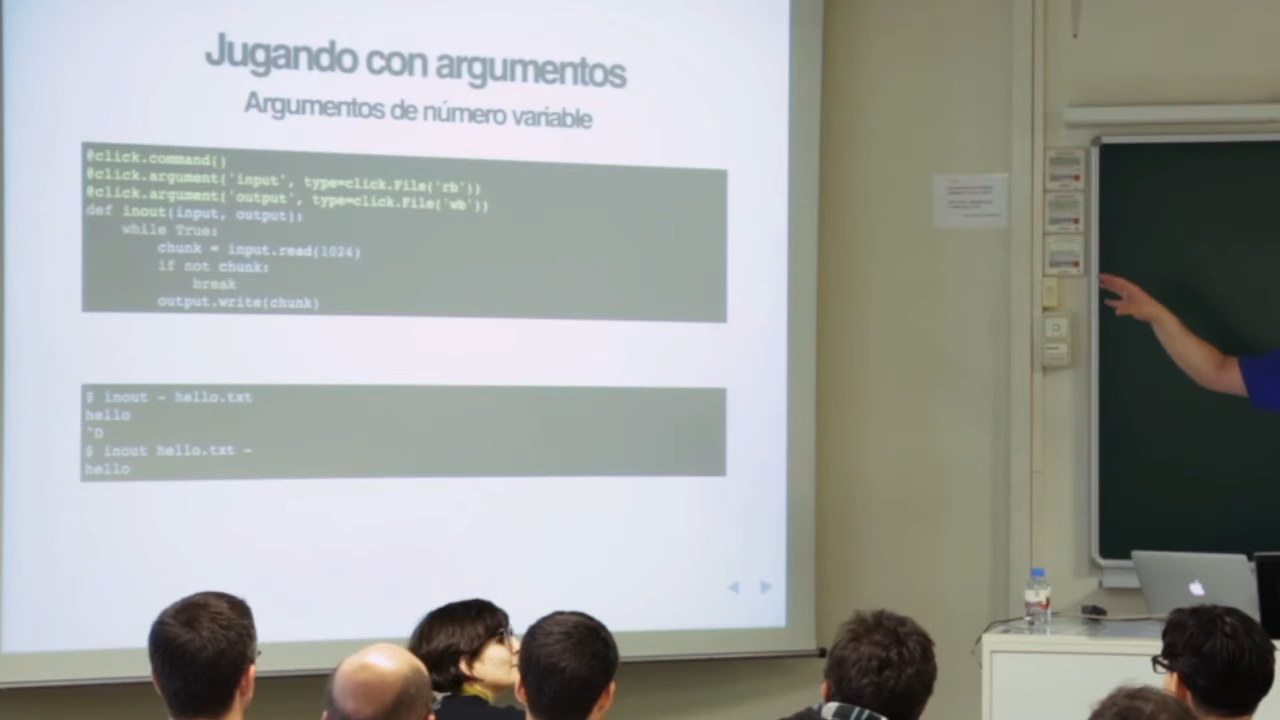 Jugando con argumentos
Argumentos de número variable
@click.command()
@click.argument('input', type=click.File('rb'))
@click.argument('output', type=click.File('wb'))
def inout(input, output):
    while True:
        chunk = input.read(1024)
        if not chunk:
            break
        output.write(chunk)
$ inout - hello.txt
hello
^D
$ inout hello.txt -
hello